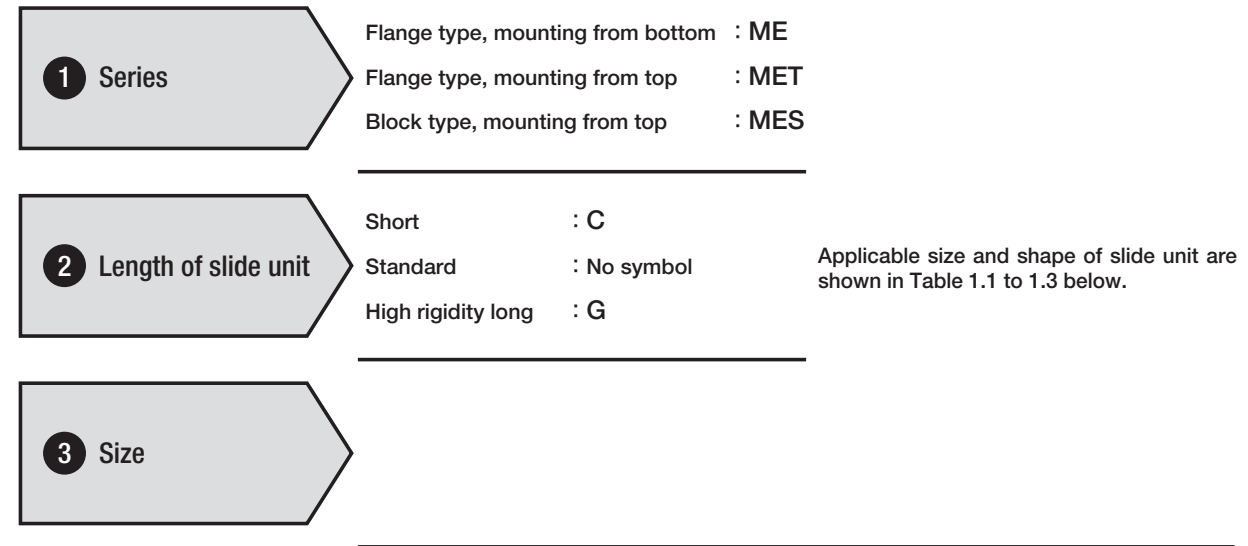 1 Series
Flange type, mounting from bottom : ME
Flange type, mounting from top : MET
Block type, mounting from top : MES
2 Length of slide unit
Short : C
Standard : No symbol
High rigidity long : G
Applicable size and shape of slide unit are
shown in Table 1.1 to 1.3 below.
3 Size